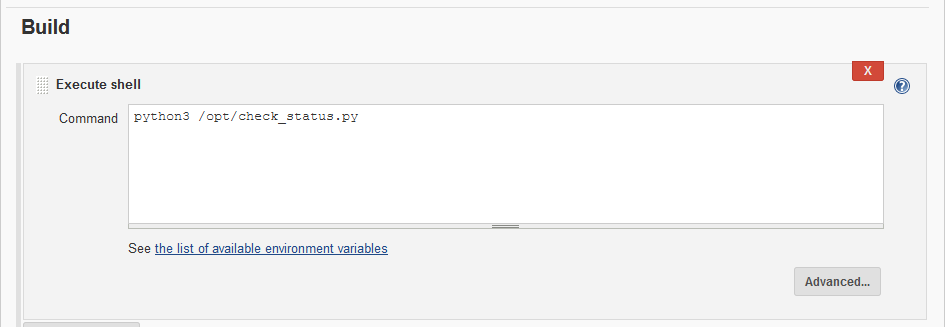 Build
X
Execute shell
?
Command
python3 /opt/check_status.py
See the list of available environment variables
Advanced...